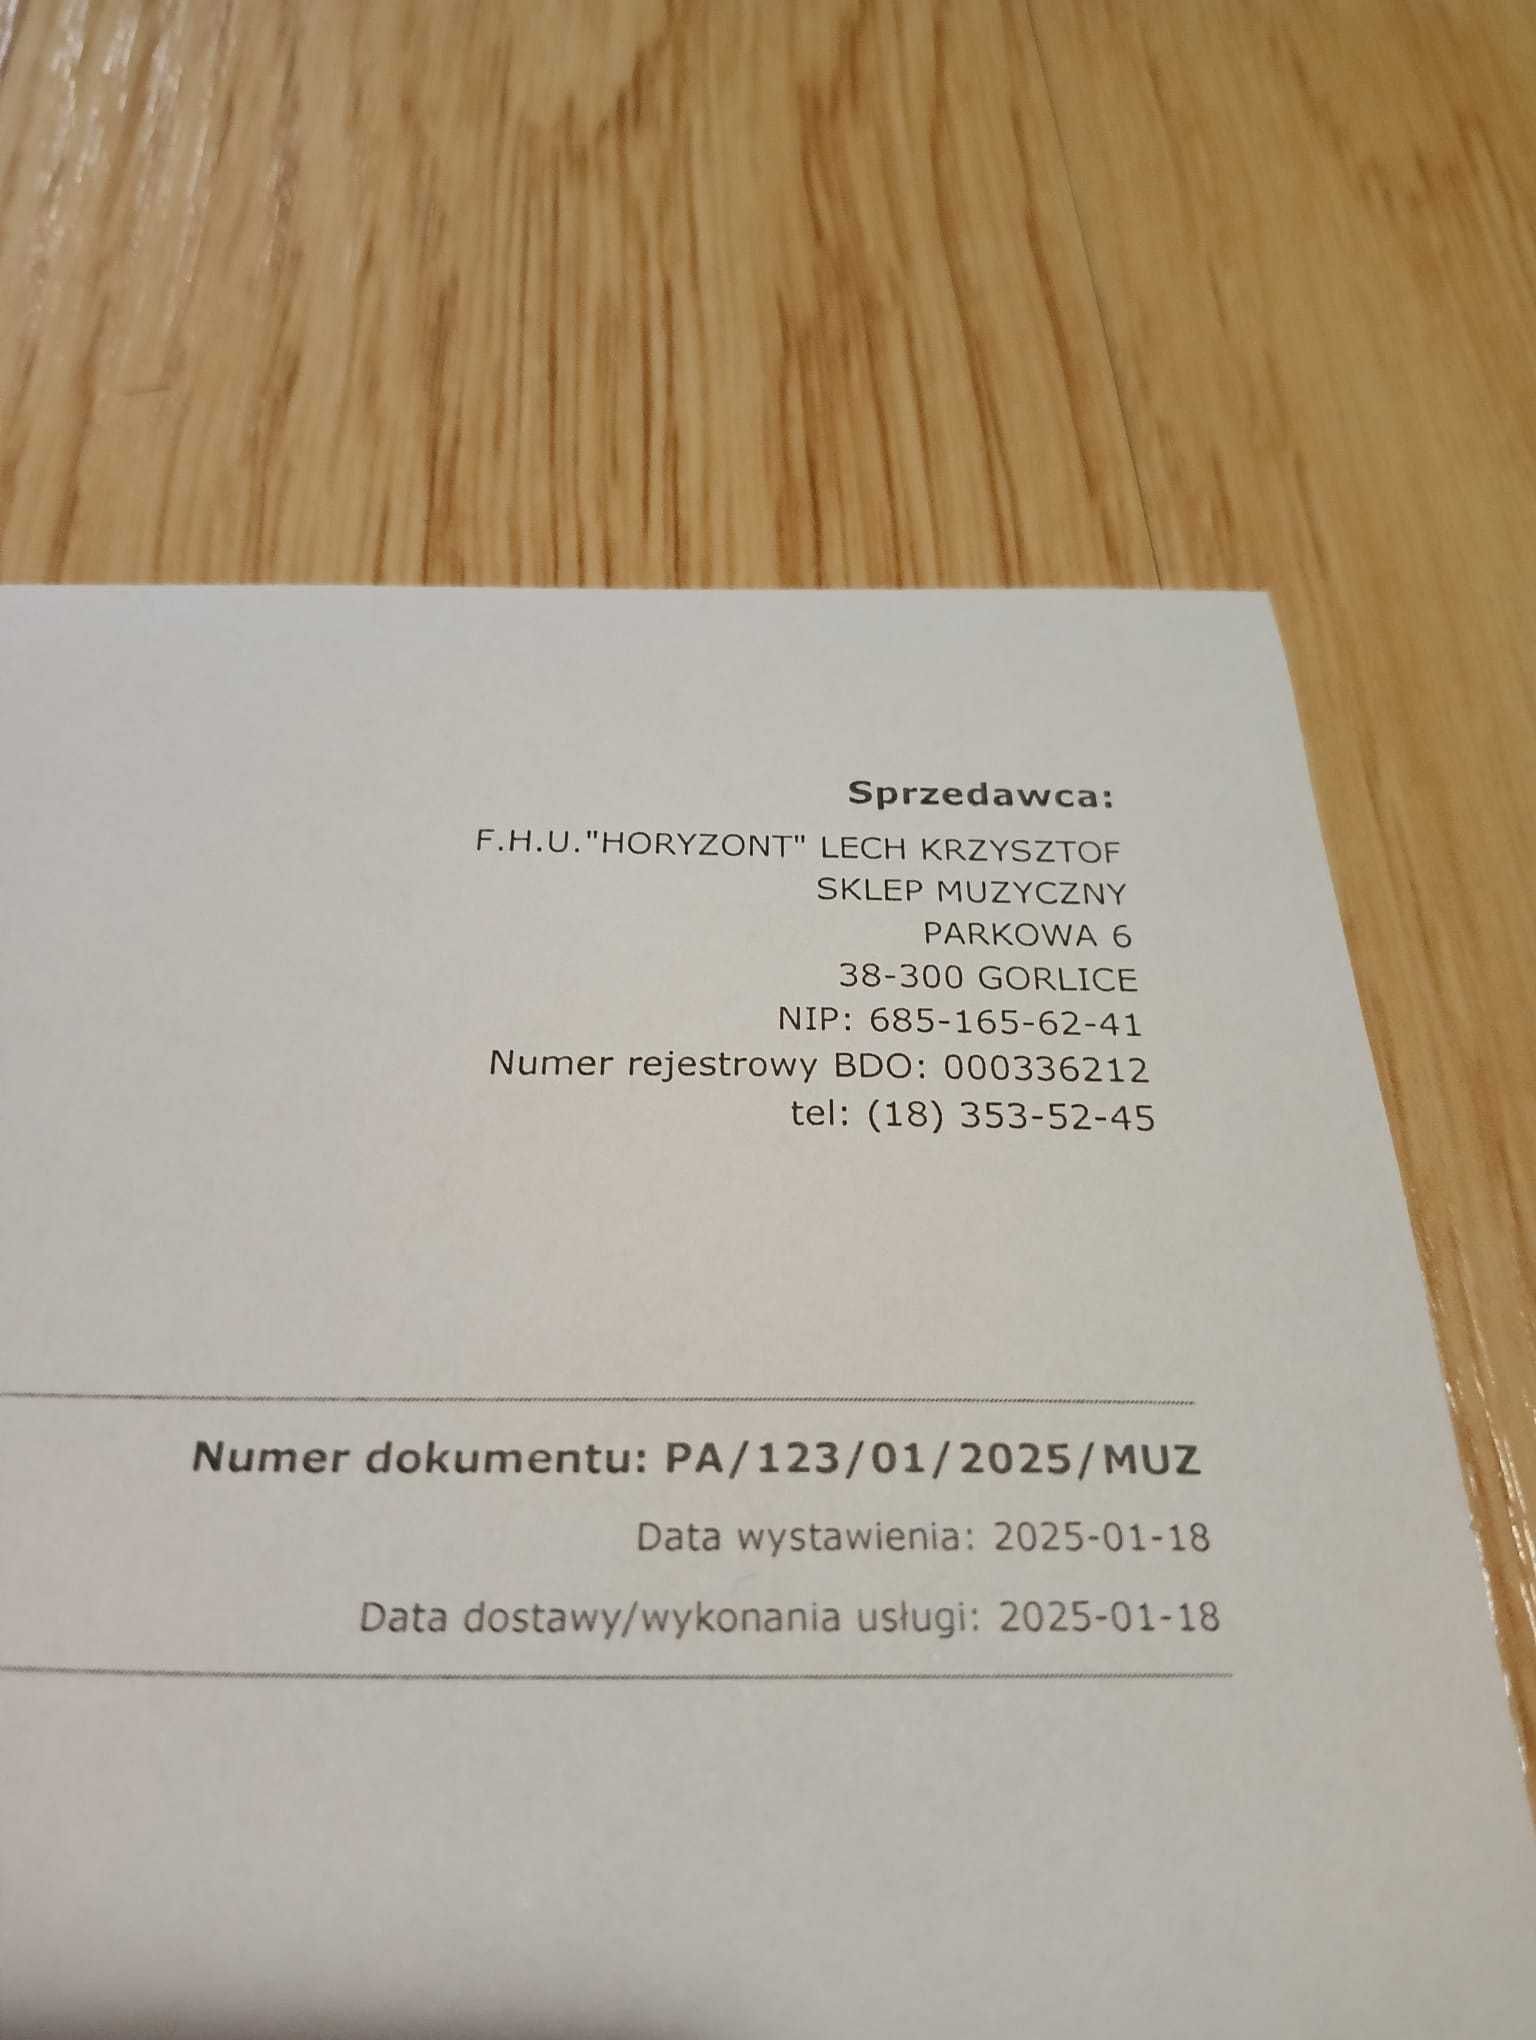 Sprzedawca:
F.H.U."HORYZONT" LECH KRZYSZTOF
SKLEP MUZYCZNY
PARKOWA 6
38-300 GORLICE
NIP: 685-165-62-41
Numer rejestrowy BDO: 000336212
tel: (18) 353-52-45
Numer dokumentu: PA/123/01/2025/MUZ
Data wystawienia: 2025-01-18
Data dostawy/wykonania usługi: 2025-01-18